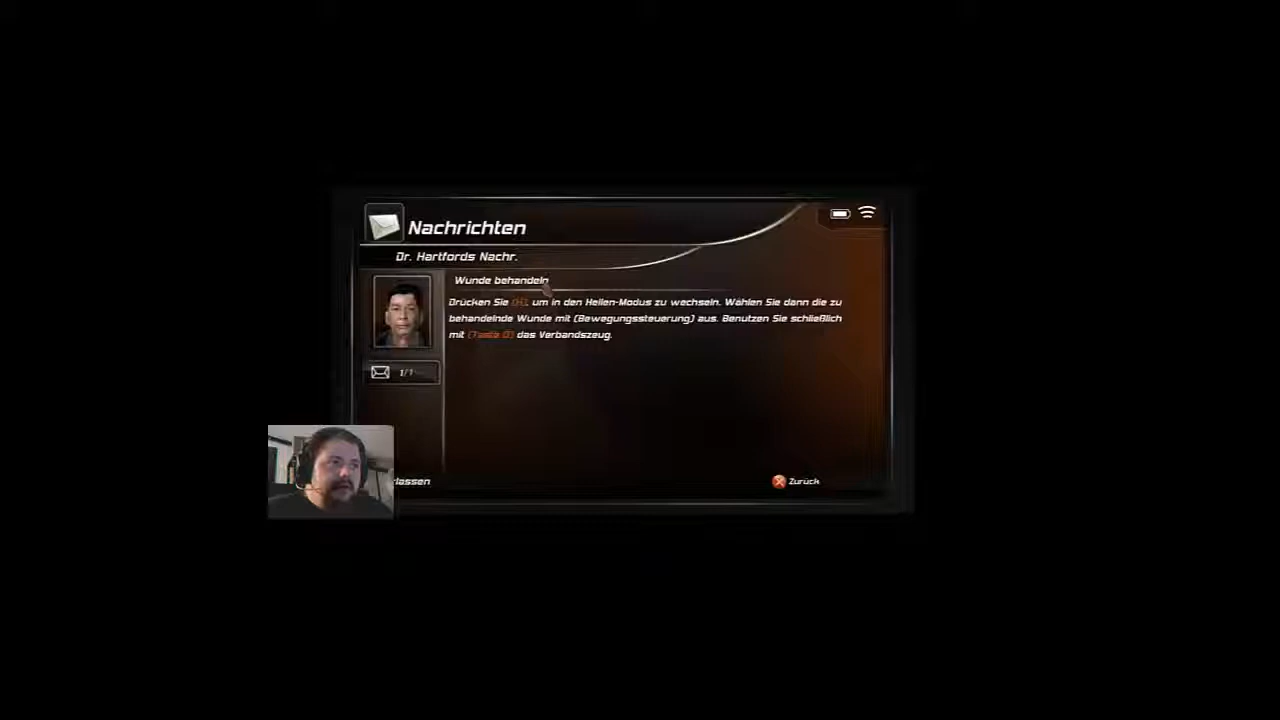 Nachrichten
Dr. Hartfords Nachr.
Wunde behandeln
Drücken Sie [H], um in den Heilen-Modus zu wechseln. Wählen Sie dann die zu
behandelnde Wunde mit (Bewegungssteuerung) aus. Benutzen Sie schließlich
mit das Verbandszeug.
1/1
lassen
Zurück